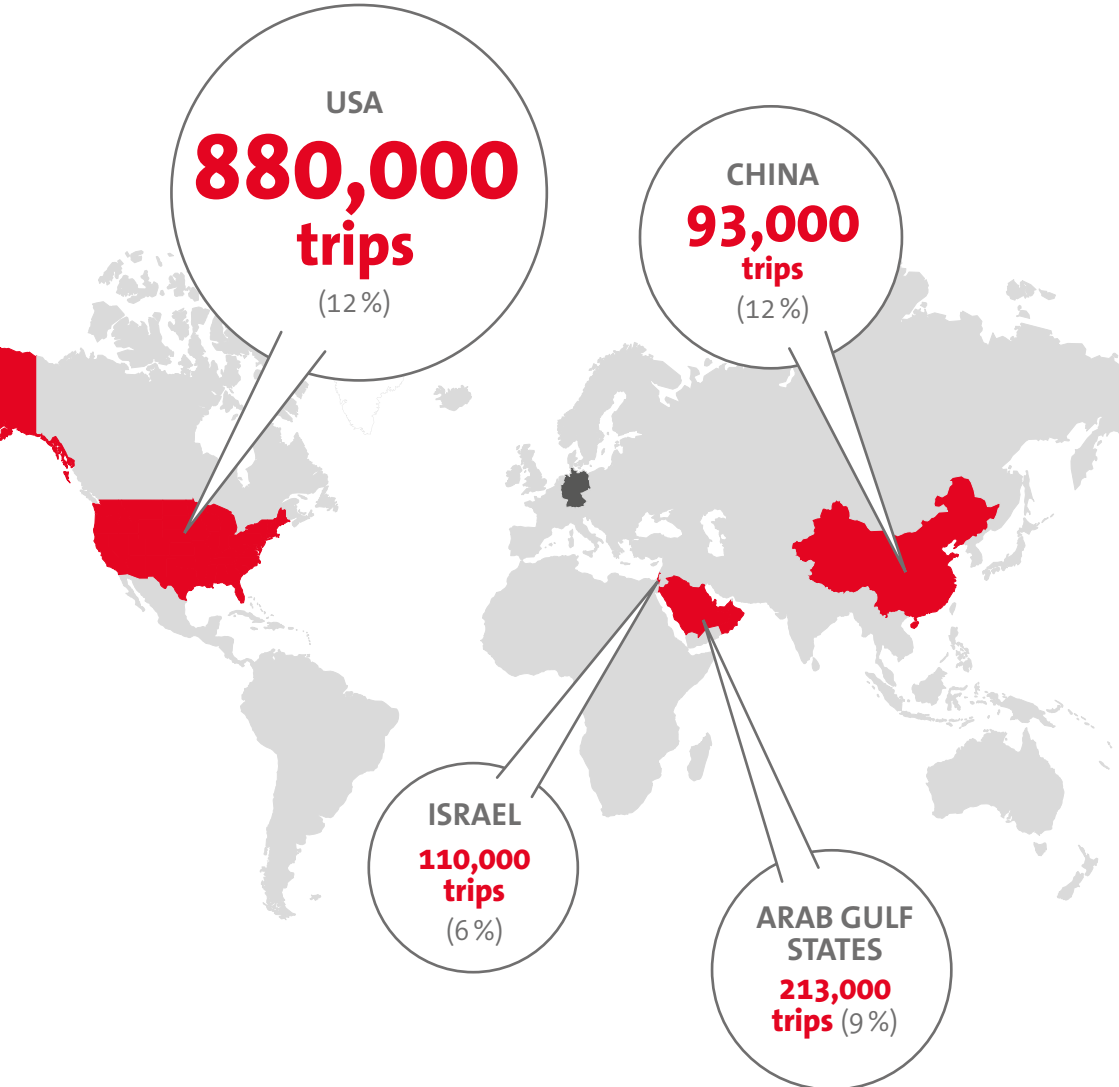 USA
880,000
trips
(12 %)
CHINA
93,000
trips
(12 %)
ISRAEL
110,000
trips
(6 %)
ARAB GULF
STATES
213,000
trips (9 %)